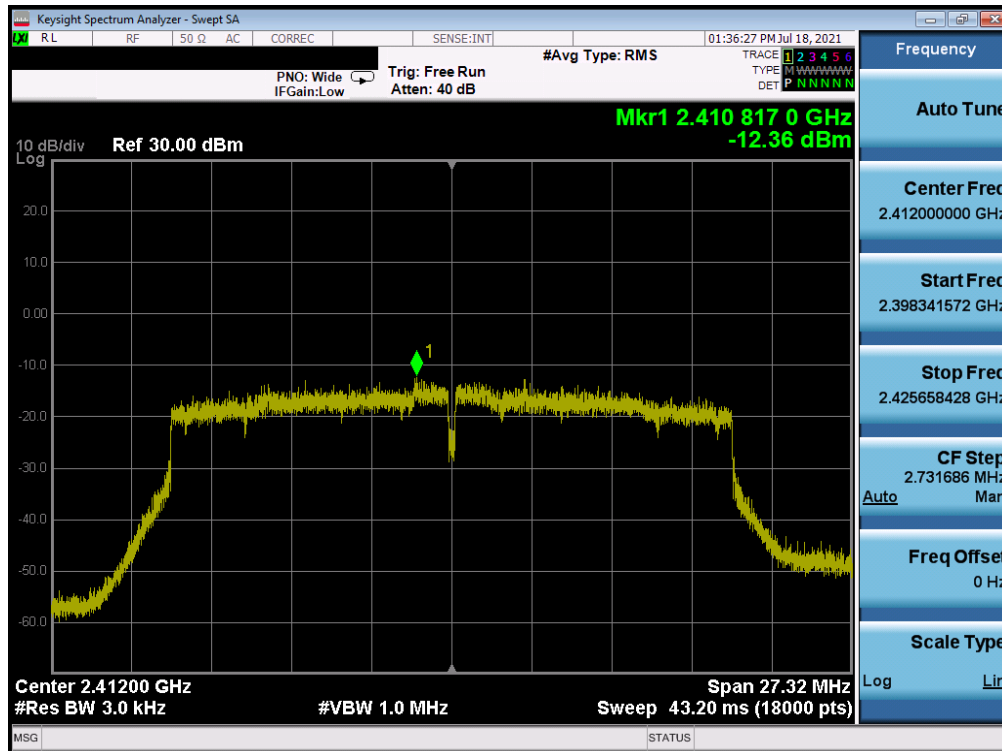 Keysight Spectrum Analyzer - Swept SA
LXI RL RF 50 Ω AC CORREC SENSE:INT 01:36:27 PM Jul 18, 2021
PNO: Wide
IFGain:Low
Trig: Free Run
Atten: 40 dB
#Avg Type: RMS
TRACE 1 2 3 4 5 6
TYPE M WWWWW
DET P N N N N N
Mkr1 2.410 817 0 GHz
-12.36 dBm
10 dB/div Ref 30.00 dBm
Log
20.0
10.0
0.00
-10.0
-20.0
-30.0
-40.0
-50.0
-60.0
1
Center 2.41200 GHz Span 27.32 MHz
#Res BW 3.0 kHz #VBW 1.0 MHz Sweep 43.20 ms (18000 pts)
MSG STATUS
Frequency
Auto Tune
Center Freq
2.412000000 GHz
Start Freq
2.398341572 GHz
Stop Freq
2.425658428 GHz
CF Step
2.731686 MHz
Auto Man
Freq Offset
0 Hz
Scale Type
Log Lin